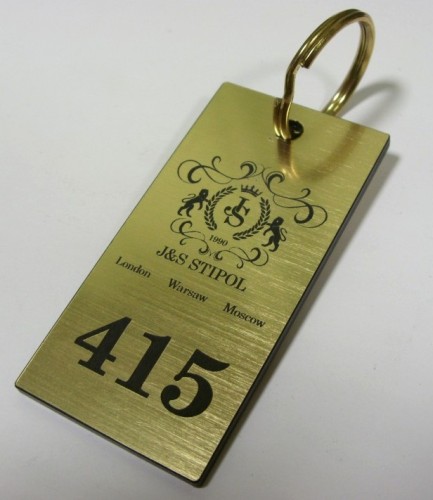 JS
1990
J&S STIPOL
London Warsaw Moscow
415